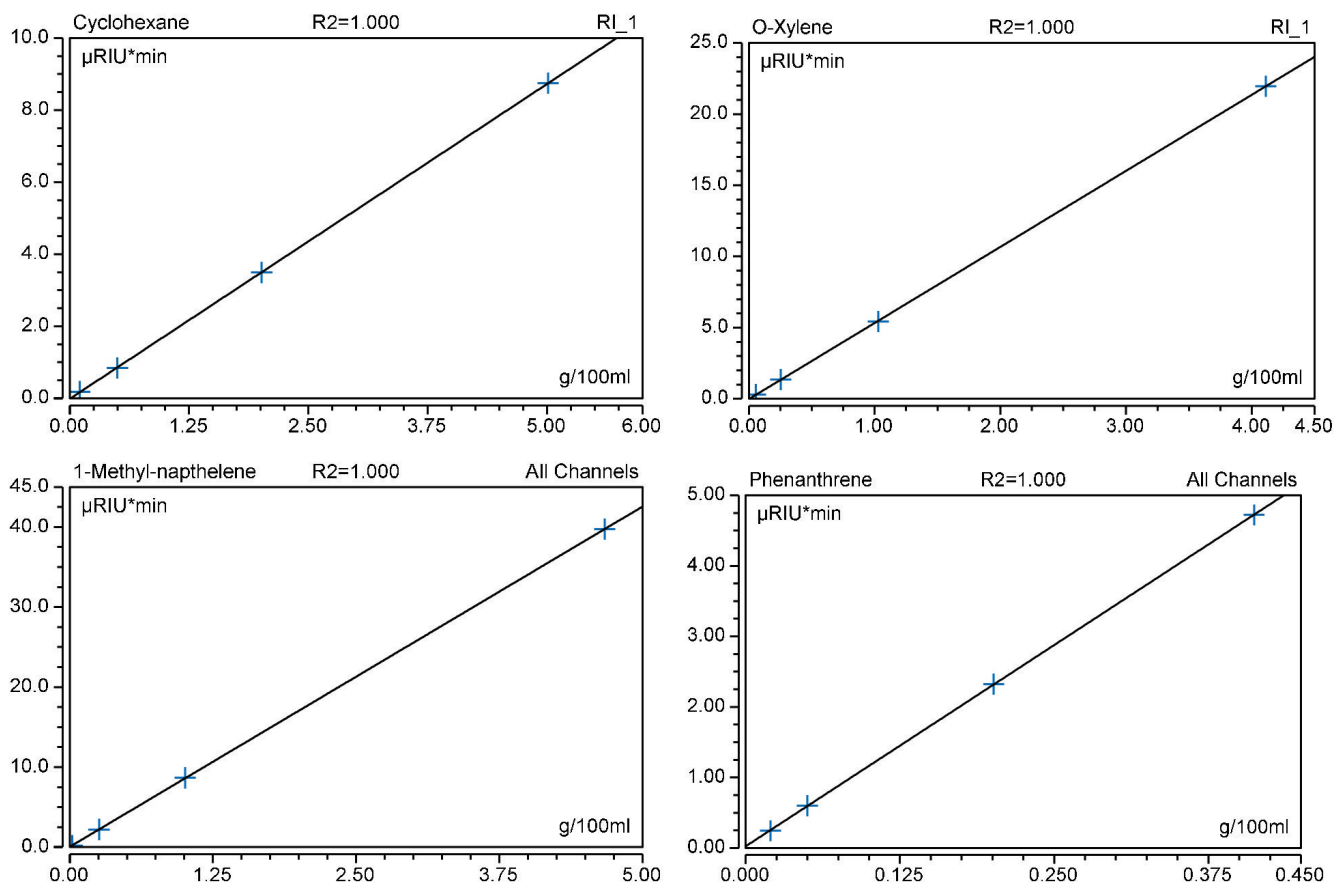 Cyclohexane R2=1.000 RI_1
10.0
µRIU*min
8.0
6.0
4.0
2.0
g/100ml
0.0
0.00 1.25 2.50 3.75 5.00 6.00
O-Xylene R2=1.000 RI_1
25.0
µRIU*min
20.0
15.0
10.0
5.0
g/100ml
0.0
0.00 1.00 2.00 3.00 4.00 4.50
1-Methyl-napthelene R2=1.000 All Channels
45.0
µRIU*min
40.0
30.0
20.0
10.0
g/100ml
0.0
0.00 1.25 2.50 3.75 5.00
Phenanthrene R2=1.000 All Channels
5.00
µRIU*min
4.00
3.00
2.00
1.00
g/100ml
0.00
0.000 0.125 0.250 0.375 0.450